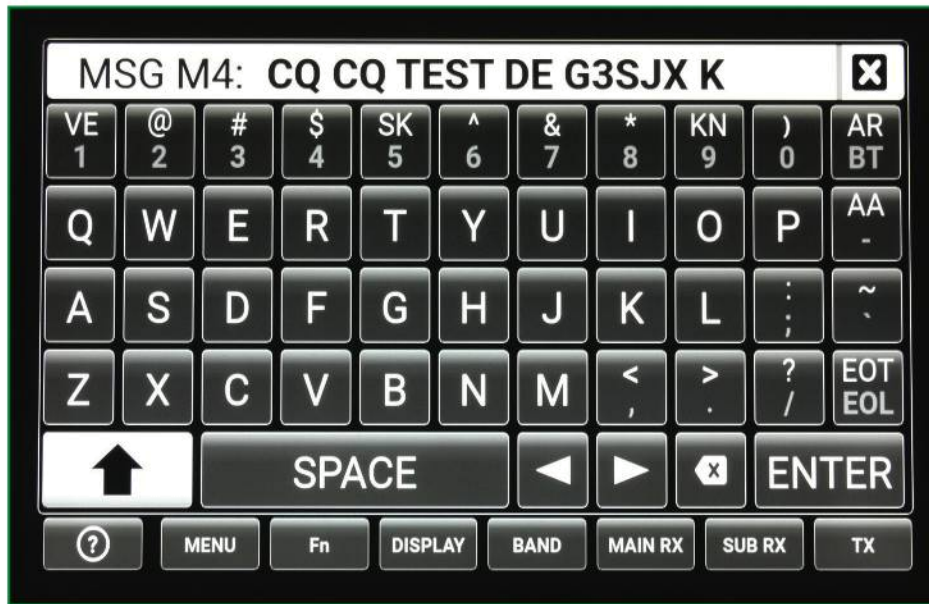 MSG M4: CQ CQ TEST DE G3SJX K X
VE @ # $ SK ^ & * KN ) AR
1 2 3 4 5 6 7 8 9 0 BT
Q W E R T Y U I O P AA -
A S D F G H J K L : ; ~ `
Z X C V B N M < , > . ? / EOT EOL
SPACE ◀ ▶ x ENTER
? MENU Fn DISPLAY BAND MAIN RX SUB RX TX